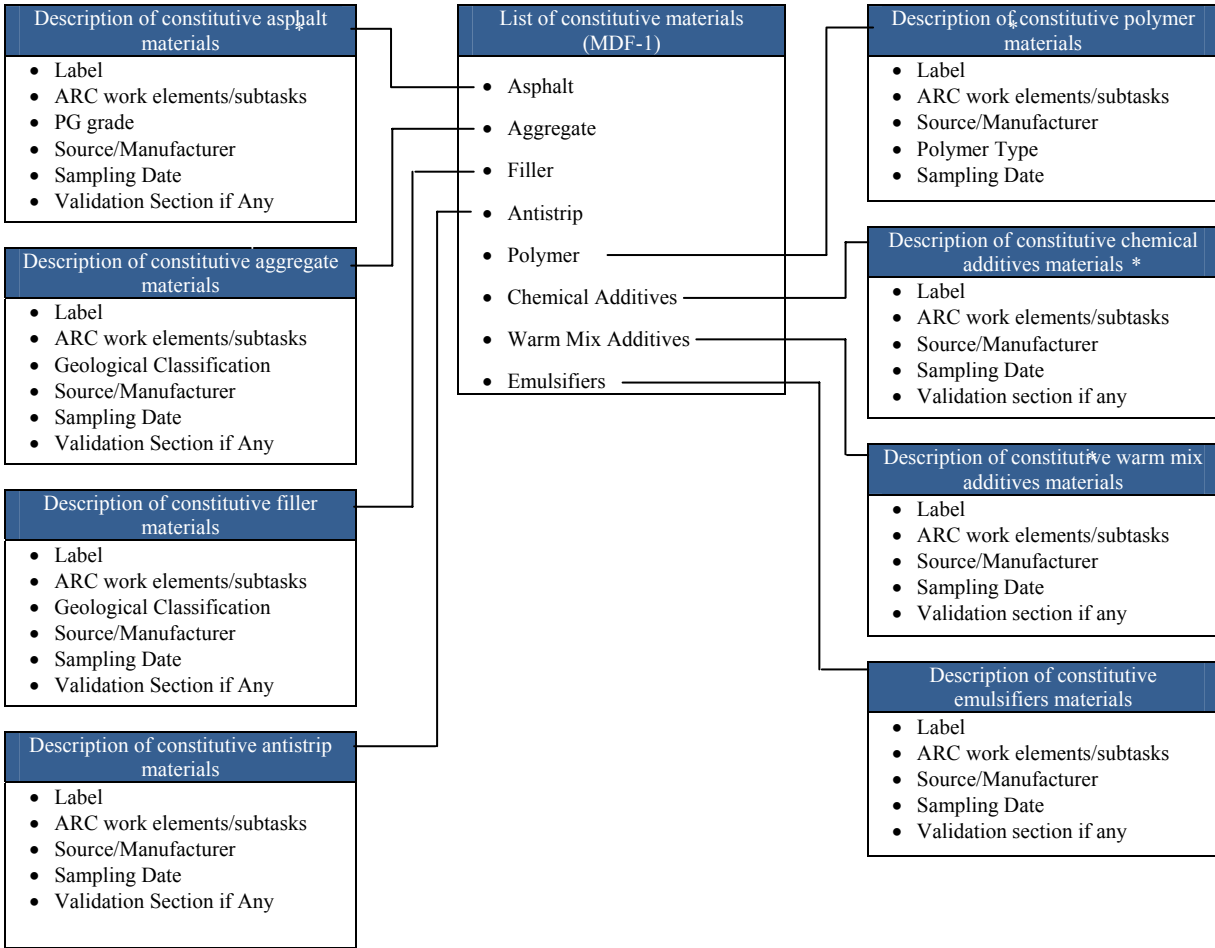 Description of constitutive asphalt
*
materials
• Label
• ARC work elements/subtasks
• PG grade
• Source/Manufacturer
• Sampling Date
• Validation Section if Any
Description of constitutive aggregate
materials
• Label
• ARC work elements/subtasks
• Geological Classification
• Source/Manufacturer
• Sampling Date
• Validation Section if Any
Description of constitutive filler
materials
• Label
• ARC work elements/subtasks
• Geological Classification
• Source/Manufacturer
• Sampling Date
• Validation Section if Any
Description of constitutive antistrip
materials
• Label
• ARC work elements/subtasks
• Source/Manufacturer
• Sampling Date
• Validation Section if Any
List of constitutive materials
(MDF-1)
• Asphalt
• Aggregate
• Filler
• Antistrip
• Polymer
• Chemical Additives
• Warm Mix Additives
• Emulsifiers
Description of constitutive polymer
*
materials
• Label
• ARC work elements/subtasks
• Source/Manufacturer
• Polymer Type
• Sampling Date
Description of constitutive chemical
additives materials *
• Label
• ARC work elements/subtasks
• Source/Manufacturer
• Sampling Date
• Validation section if any
Description of constitutive warm mix
*
additives materials
• Label
• ARC work elements/subtasks
• Source/Manufacturer
• Sampling Date
• Validation section if any
Description of constitutive
emulsifiers materials
• Label
• ARC work elements/subtasks
• Source/Manufacturer
• Sampling Date
• Validation section if any